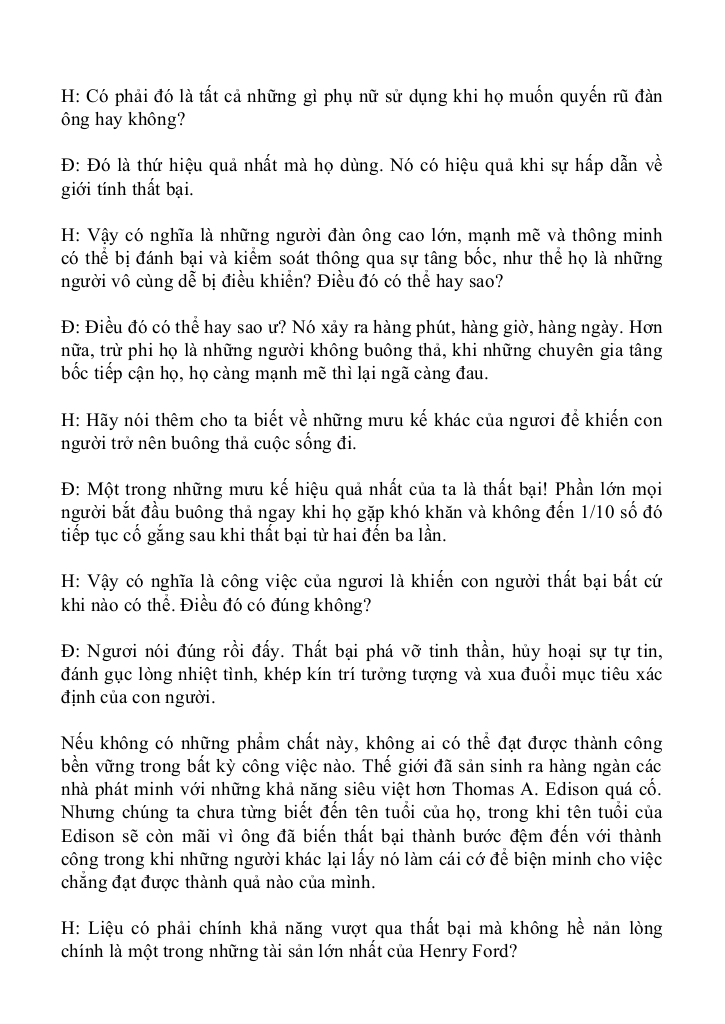 H: Có phải đó là tất cả những gì phụ nữ sử dụng khi họ muốn quyến rũ đàn
ông hay không?
Đ: Đó là thứ hiệu quả nhất mà họ dùng. Nó có hiệu quả khi sự hấp dẫn về
giới tính thất bại.
H: Vậy có nghĩa là những người đàn ông cao lớn, mạnh mẽ và thông minh
có thể bị đánh bại và kiểm soát thông qua sự tâng bốc, như thể họ là những
người vô cùng dễ bị điều khiển? Điều đó có thể hay sao?
Đ: Điều đó có thể hay sao ư? Nó xảy ra hàng phút, hàng giờ, hàng ngày. Hơn
nữa, trừ phi họ là những người không buông thả, khi những chuyên gia tâng
bốc tiếp cận họ, họ càng mạnh mẽ thì lại ngã càng đau.
H: Hãy nói thêm cho ta biết về những mưu kế khác của ngươi để khiến con
người trở nên buông thả cuộc sống đi.
Đ: Một trong những mưu kế hiệu quả nhất của ta là thất bại! Phần lớn mọi
người bắt đầu buông thả ngay khi họ gặp khó khăn và không đến 1/10 số đó
tiếp tục cố gắng sau khi thất bại từ hai đến ba lần.
H: Vậy có nghĩa là công việc của ngươi là khiến con người thất bại bất cứ
khi nào có thể. Điều đó có đúng không?
Đ: Ngươi nói đúng rồi đấy. Thất bại phá vỡ tinh thần, hủy hoại sự tự tin,
đánh gục lòng nhiệt tình, khép kín trí tưởng tượng và xua đuổi mục tiêu xác
định của con người.
Nếu không có những phẩm chất này, không ai có thể đạt được thành công
bền vững trong bất kỳ công việc nào. Thế giới đã sản sinh ra hàng ngàn các
nhà phát minh với những khả năng siêu việt hơn Thomas A. Edison quá cố.
Nhưng chúng ta chưa từng biết đến tên tuổi của họ, trong khi tên tuổi của
Edison sẽ còn mãi vì ông đã biến thất bại thành bước đệm đến với thành
công trong khi những người khác lại lấy nó làm cái cớ để biện minh cho việc
chẳng đạt được thành quả nào của mình.
H: Liệu có phải chính khả năng vượt qua thất bại mà không hề nản lòng
chính là một trong những tài sản lớn nhất của Henry Ford?